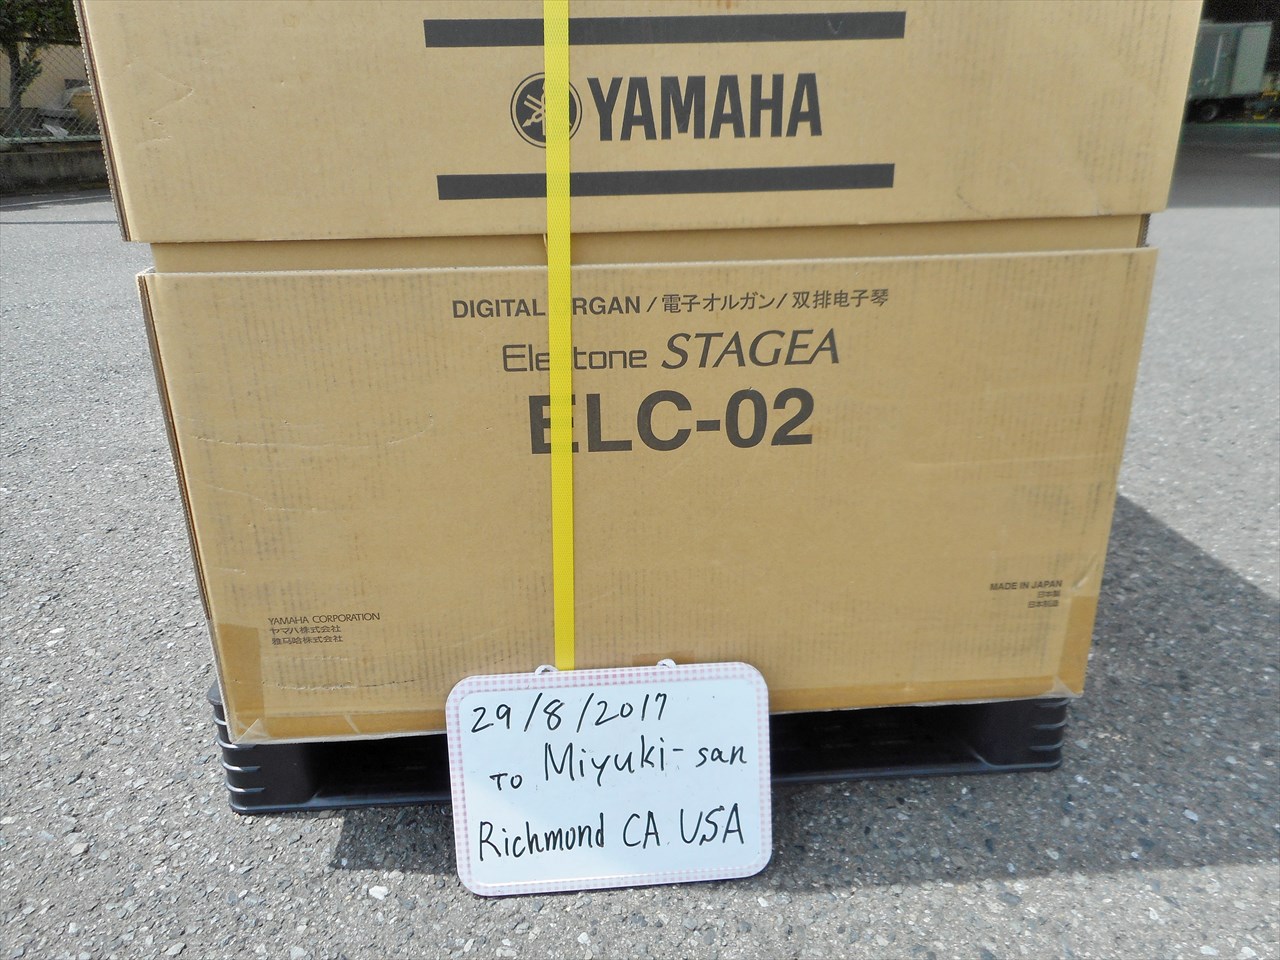 YAMAHA
DIGITAL ORGAN/電子オルガン/双排电子琴
Electone STAGEA
ELC-02
MADE IN JAPAN
日本製
日本制造
YAMAHA CORPORATION
ヤマハ株式会社
雅马哈株式会社
29/8/2017
TO Miyuki-san
Richmond CA. USA